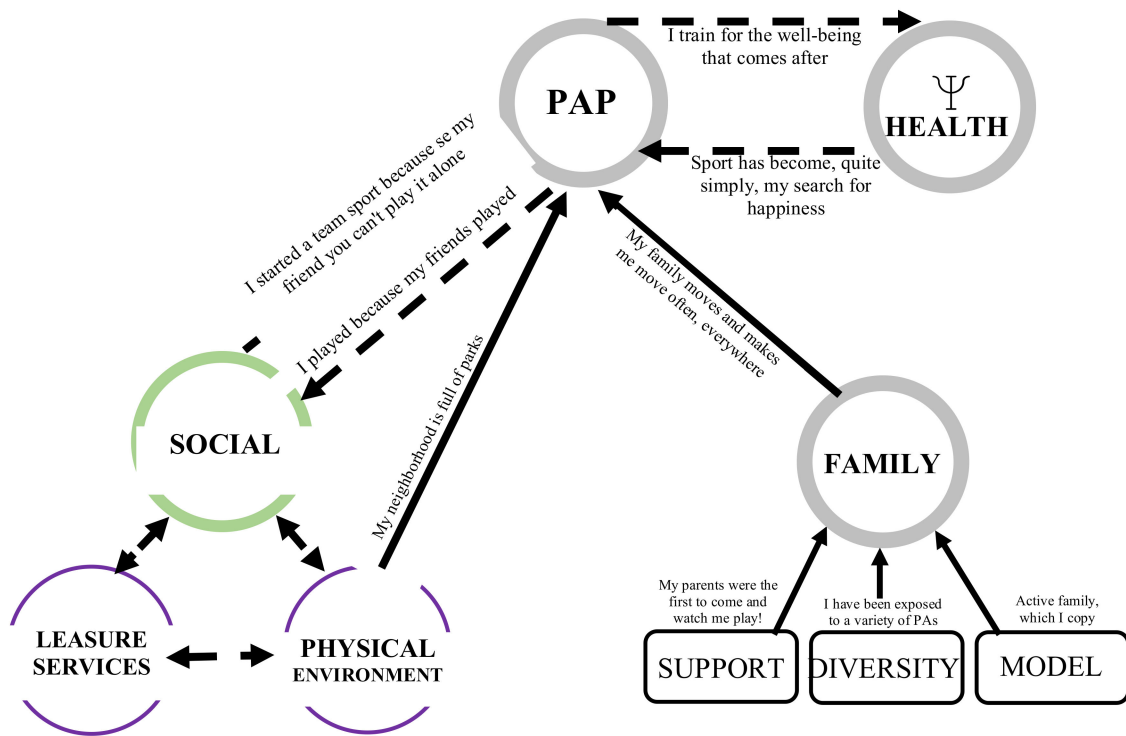 I train for the well-being
that comes after
PAP
Ψ
HEALTH
Sport has become, quite
simply, my search for
happiness
I started a team sport because se my
friend you can't play it alone
I played because my friends played
My neighborhood is full of parks
My family moves and makes
me move often, everywhere
SOCIAL
FAMILY
LEASURE
SERVICES
PHYSICAL
ENVIRONMENT
My parents were the
first to come and
watch me play!
I have been exposed
to a variety of PAs
Active family,
which I copy
SUPPORT
DIVERSITY
MODEL